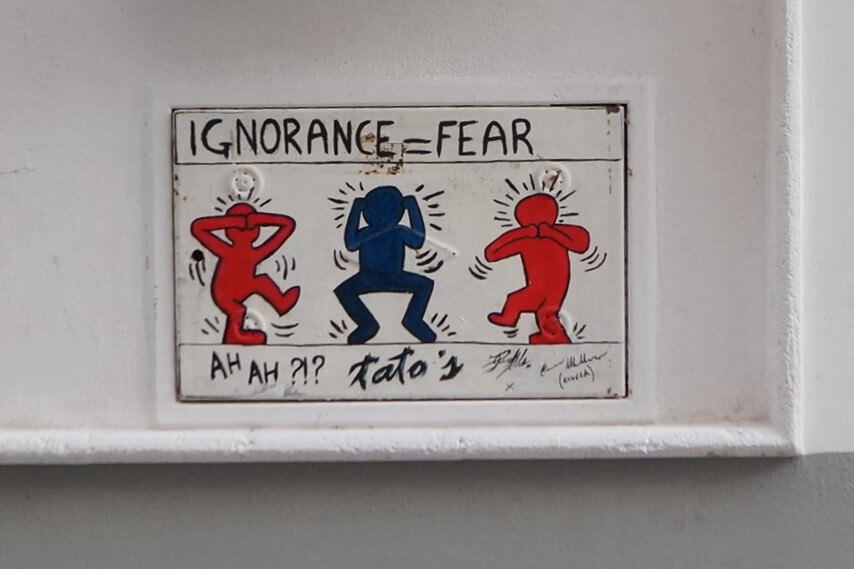 IGNORANCE = FEAR
AH AH ?!? tato's